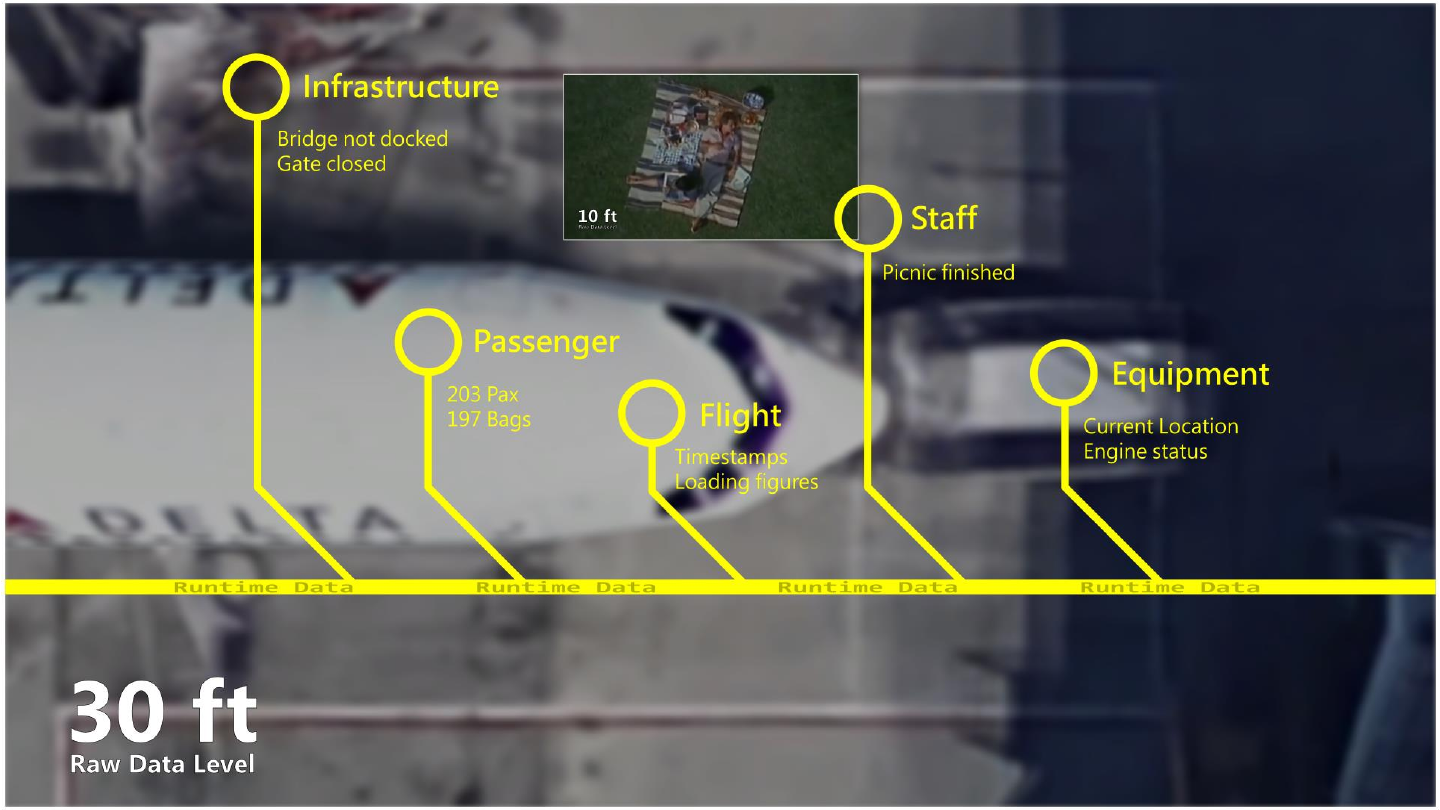 Infrastructure
Bridge not docked
Gate closed
10 ft
Staff
Picnic finished
DELTA
Passenger
203 Pax
197 Bags
Flight
Timestamps
Loading figures
Equipment
Current Location
Engine status
DELTA
Runtime Data Runtime Data Runtime Data Runtime Data
30 ft
Raw Data Level